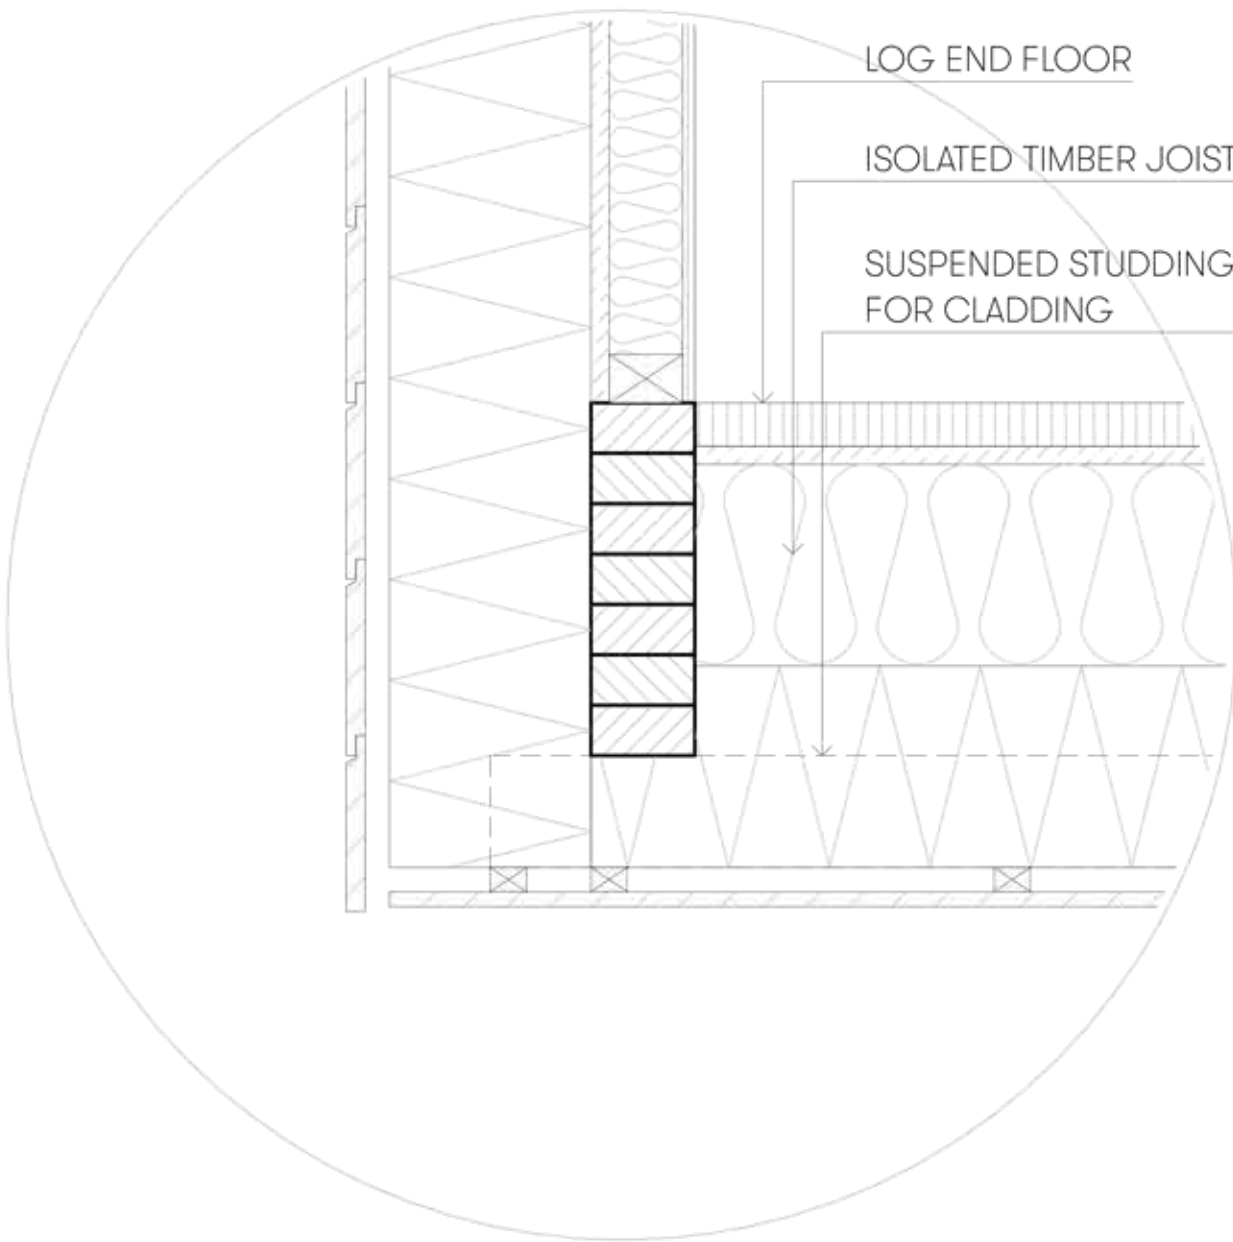 LOG END FLOOR
ISOLATED TIMBER JOIST
SUSPENDED STUDDING
FOR CLADDING